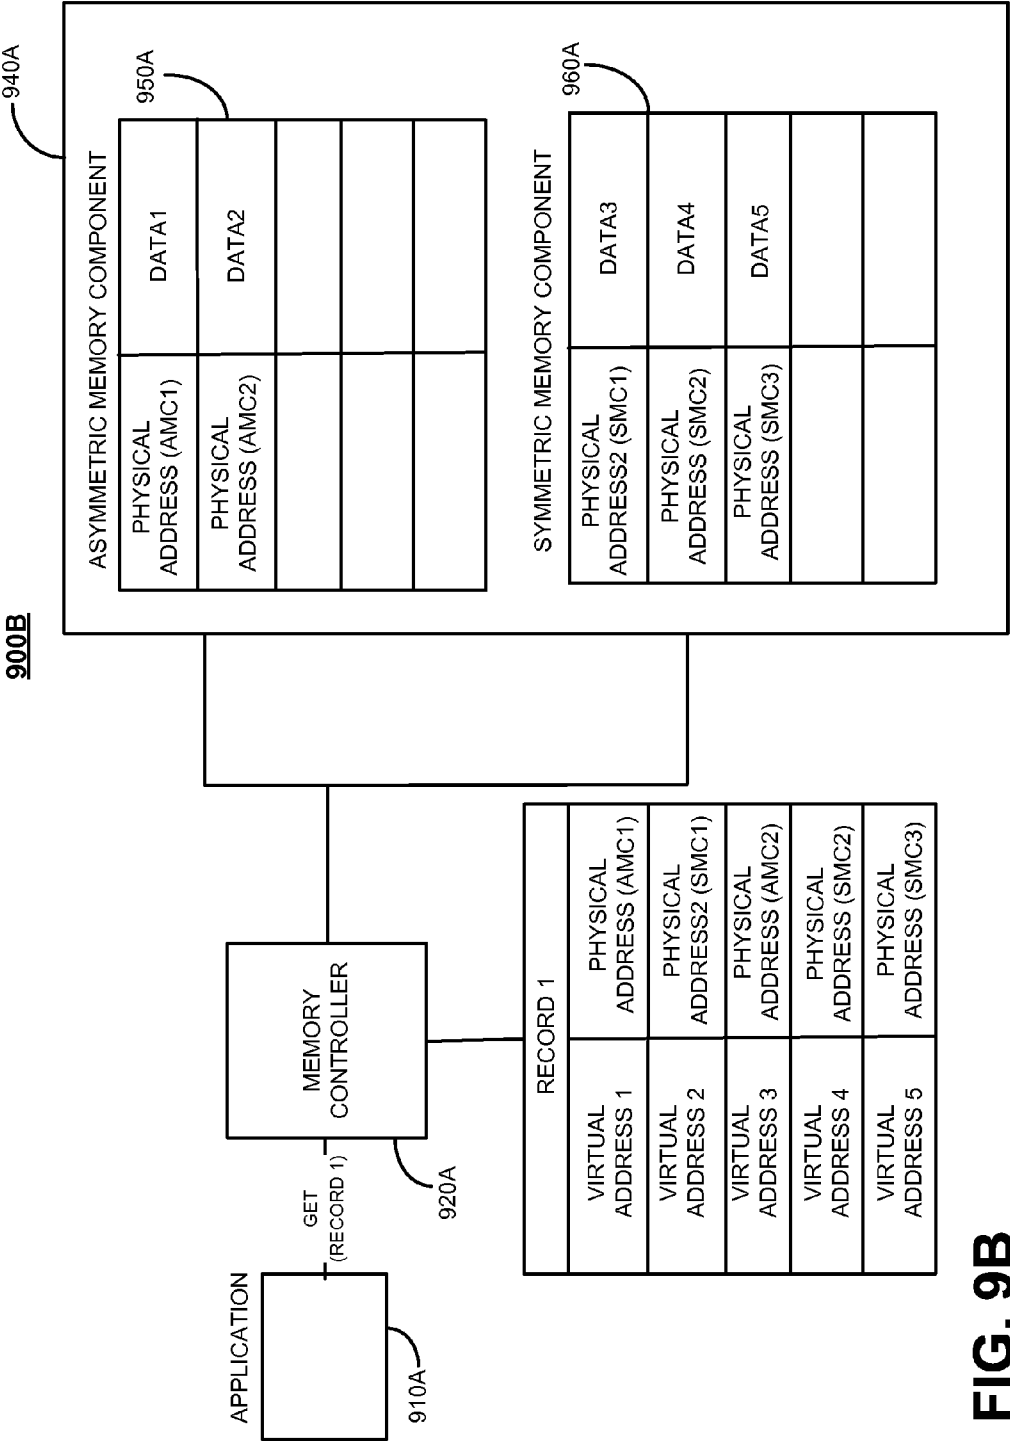 900B
940A
ASYMMETRIC MEMORY COMPONENT
950A
PHYSICAL
ADDRESS (AMC1)
DATA1
PHYSICAL
ADDRESS (AMC2)
DATA2
SYMMETRIC MEMORY COMPONENT
960A
PHYSICAL
ADDRESS2 (SMC1)
DATA3
PHYSICAL
ADDRESS (SMC2)
DATA4
PHYSICAL
ADDRESS (SMC3)
DATA5
APPLICATION
910A
GET
(RECORD 1)
MEMORY
CONTROLLER
920A
RECORD 1
VIRTUAL
ADDRESS 1
PHYSICAL
ADDRESS (AMC1)
VIRTUAL
ADDRESS 2
PHYSICAL
ADDRESS2 (SMC1)
VIRTUAL
ADDRESS 3
PHYSICAL
ADDRESS (AMC2)
VIRTUAL
ADDRESS 4
PHYSICAL
ADDRESS (SMC2)
VIRTUAL
ADDRESS 5
PHYSICAL
ADDRESS (SMC3)
FIG. 9B